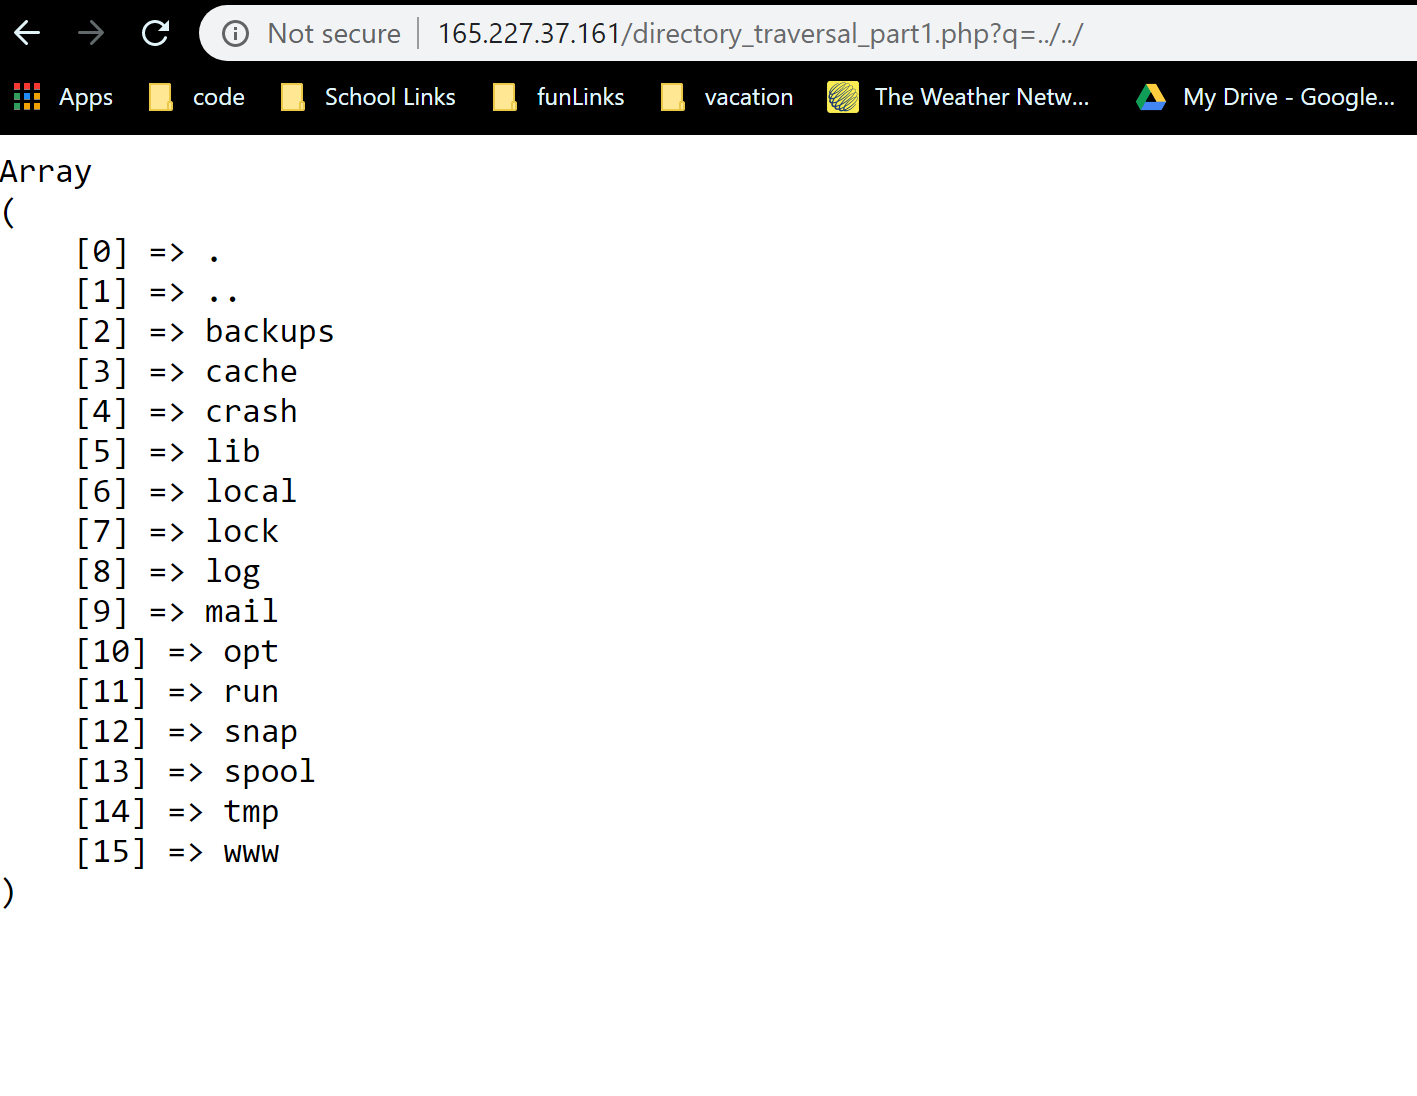 Not secure | 165.227.37.161/directory_traversal_part1.php?q=../../
Apps code School Links funLinks vacation The Weather Netw... My Drive - Google...
Array
(
    [0] => .
    [1] => ..
    [2] => backups
    [3] => cache
    [4] => crash
    [5] => lib
    [6] => local
    [7] => lock
    [8] => log
    [9] => mail
    [10] => opt
    [11] => run
    [12] => snap
    [13] => spool
    [14] => tmp
    [15] => www
)